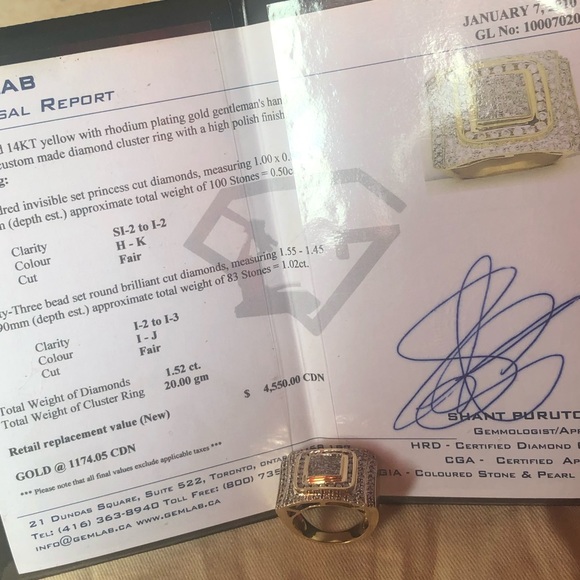 AB
JANUARY 7,
GL No: 10007020
SAL REPORT
14KT yellow with rhodium plating gold gentleman's han
custom made diamond cluster ring with a high polish finish
g:
dred invisible set princess cut diamonds, measuring 1.00 x 0.
(depth est.) approximate total weight of 100 Stones = 0.50c
Clarity SI-2 to I-2
Colour H - K
Cut Fair
ty-Three bead set round brilliant cut diamonds, measuring 1.55 - 1.45
90mm (depth est.) approximate total weight of 83 Stones = 1.02ct.
Clarity I-2 to I-3
Colour I - J
Cut Fair
Total Weight of Diamonds 1.52 ct.
Total Weight of Cluster Ring 20.00 gm
Retail replacement value (New) $ 4,550.00 CDN
GOLD @ 1174.05 CDN
*** Please note that all final values exclude applicable taxes ***
SHANT BURUTO
GEMMOLOGIST/AP
HRD - CERTIFIED DIAMOND
CGA - CERTIFIED AP
GIA - COLOURED STONE & PEARL
21 DUNDAS SQUARE, SUITE 522, TORONTO, ONTA
TEL: (416) 363-8940 TOLL FREE: (800) 735
INFO@GEMLAB.CA WWW.GEMLAB.CA